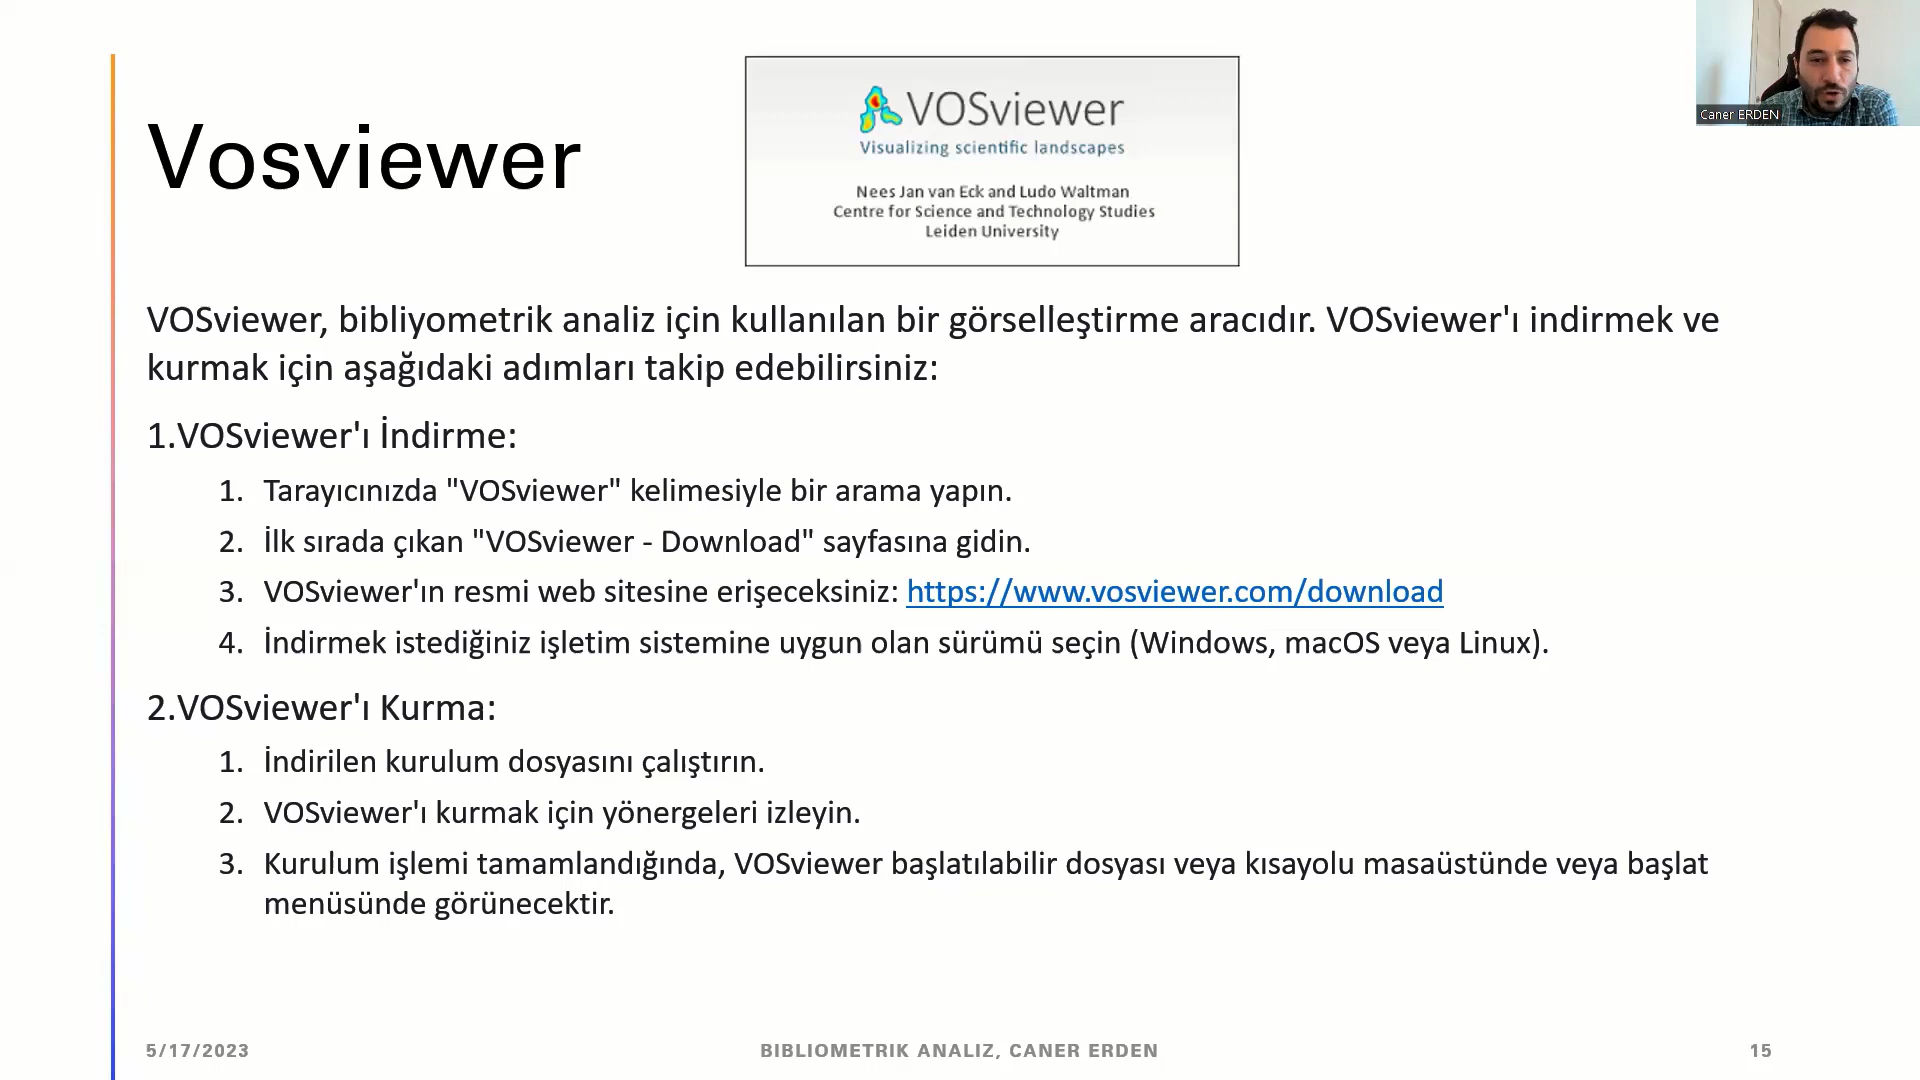 Caner ERDEN
Vosviewer
VOSviewer
Visualizing scientific landscapes
Nees Jan van Eck and Ludo Waltman
Centre for Science and Technology Studies
Leiden University
VOSviewer, bibliyometrik analiz için kullanılan bir görselleştirme aracıdır. VOSviewer'ı indirmek ve
kurmak için aşağıdaki adımları takip edebilirsiniz:
1.VOSviewer'ı İndirme:
1. Tarayıcınızda "VOSviewer" kelimesiyle bir arama yapın.
2. İlk sırada çıkan "VOSviewer - Download" sayfasına gidin.
3. VOSviewer'ın resmi web sitesine erişeceksiniz: https://www.vosviewer.com/download
4. İndirmek istediğiniz işletim sistemine uygun olan sürümü seçin (Windows, macOS veya Linux).
2.VOSviewer'ı Kurma:
1. İndirilen kurulum dosyasını çalıştırın.
2. VOSviewer'ı kurmak için yönergeleri izleyin.
3. Kurulum işlemi tamamlandığında, VOSviewer başlatılabilir dosyası veya kısayolu masaüstünde veya başlat
menüsünde görünecektir.
5/17/2023
BIBLIOMETRIK ANALIZ, CANER ERDEN
15